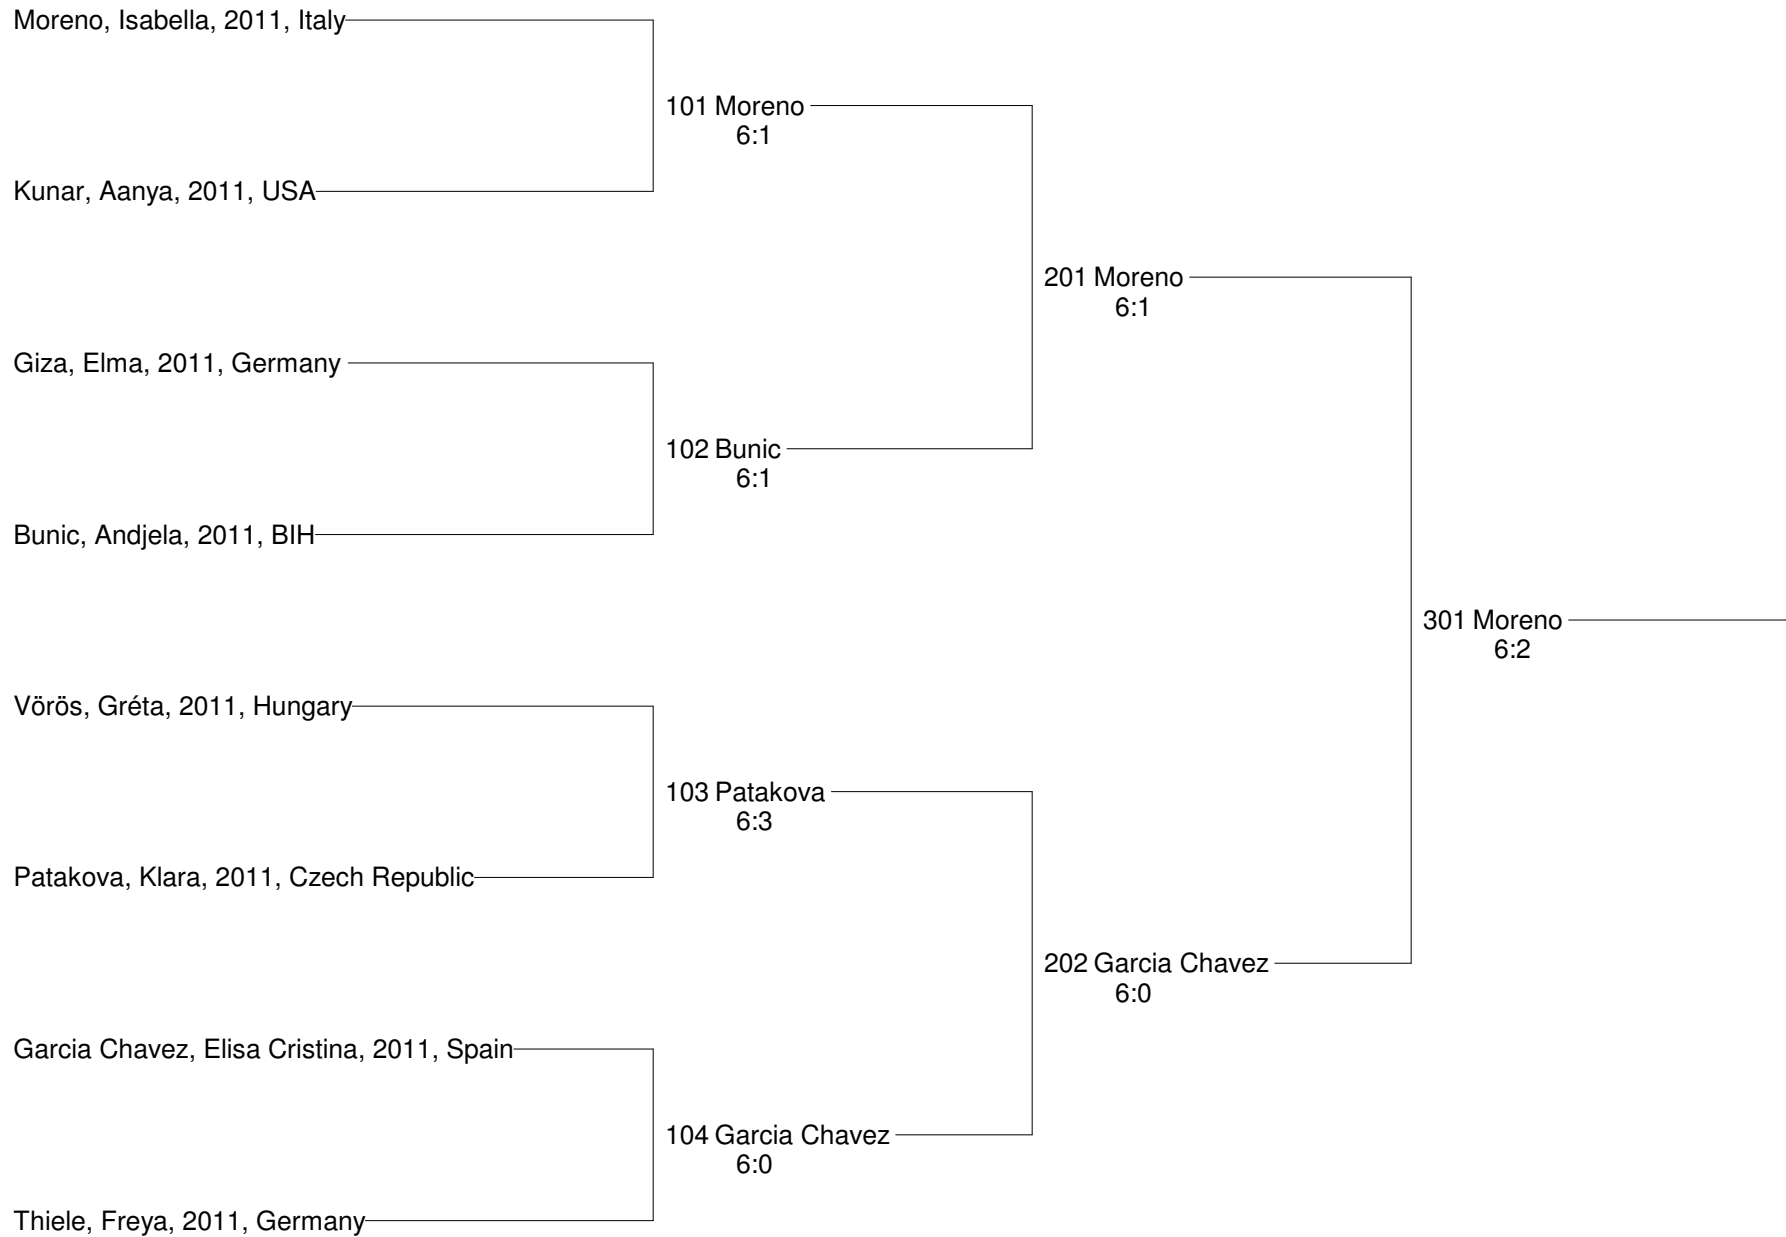 Moreno, Isabella, 2011, Italy
101 Moreno
6:1
Kunar, Aanya, 2011, USA
201 Moreno
6:1
Giza, Elma, 2011, Germany
102 Bunic
6:1
Bunic, Andjela, 2011, BIH
301 Moreno
6:2
Vörös, Gréta, 2011, Hungary
103 Patakova
6:3
Patakova, Klara, 2011, Czech Republic
202 Garcia Chavez
6:0
Garcia Chavez, Elisa Cristina, 2011, Spain
104 Garcia Chavez
6:0
Thiele, Freya, 2011, Germany